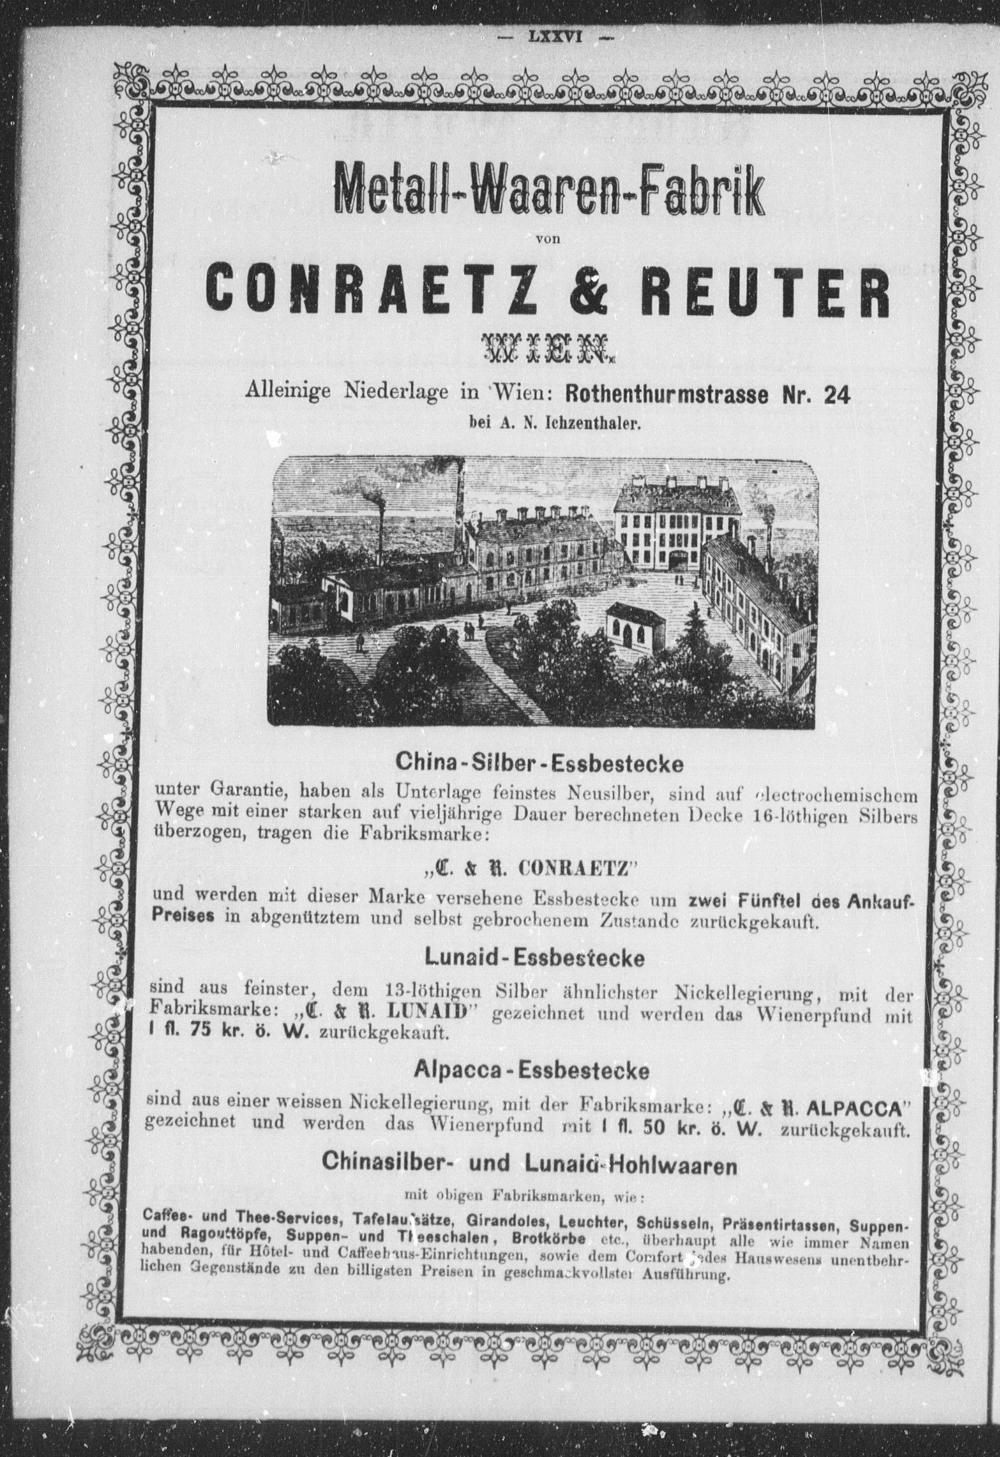 — LXXVI —
Metall-Waaren-Fabrik
von
CONRAETZ & REUTER
WIEN.
Alleinige Niederlage in Wien: Rothenthurmstrasse Nr. 24
bei A. N. Ichzenthaler.
China-Silber-Essbestecke
unter Garantie, haben als Unterlage feinstes Neusilber, sind auf electrochemischem
Wege mit einer starken auf vieljährige Dauer berechneten Decke 16-löthigen Silbers
überzogen, tragen die Fabriksmarke:
„C. & R. CONRAETZ”
und werden mit dieser Marke versehene Essbestecke um zwei Fünftel des Ankauf-
Preises in abgenütztem und selbst gebrochenem Zustande zurückgekauft.
Lunaid-Essbestecke
sind aus feinster, dem 13-löthigen Silber ähnlichster Nickellegierung, mit der
Fabriksmarke: „C. & R. LUNAID” gezeichnet und werden das Wienerpfund mit
1 fl. 75 kr. ö. W. zurückgekauft.
Alpacca-Essbestecke
sind aus einer weissen Nickellegierung, mit der Fabriksmarke: „C. & R. ALPACCA”
gezeichnet und werden das Wienerpfund mit 1 fl. 50 kr. ö. W. zurückgekauft.
Chinasilber- und Lunaid-Hohlwaaren
mit obigen Fabriksmarken, wie:
Caffee- und Thee-Services, Tafelaufsätze, Girandoles, Leuchter, Schüsseln, Präsentirtassen, Suppen-
und Ragouttöpfe, Suppen- und Theeschalen, Brotkörbe etc., überhaupt alle wie immer Namen
habenden, für Hôtel- und Caffeehaus-Einrichtungen, sowie dem Comfort jedes Hauswesens unentbehr-
lichen Gegenstände zu den billigsten Preisen in geschmackvollster Ausführung.